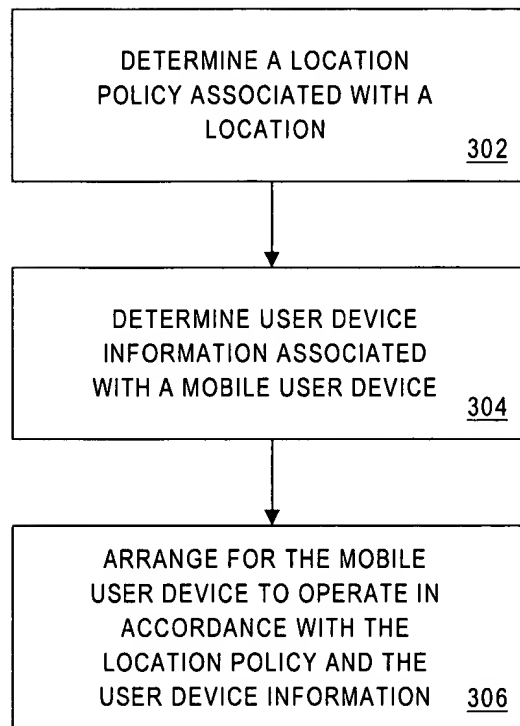 DETERMINE A LOCATION
POLICY ASSOCIATED WITH A
LOCATION
302
DETERMINE USER DEVICE
INFORMATION ASSOCIATED
WITH A MOBILE USER DEVICE
304
ARRANGE FOR THE MOBILE
USER DEVICE TO OPERATE IN
ACCORDANCE WITH THE
LOCATION POLICY AND THE
USER DEVICE INFORMATION
306